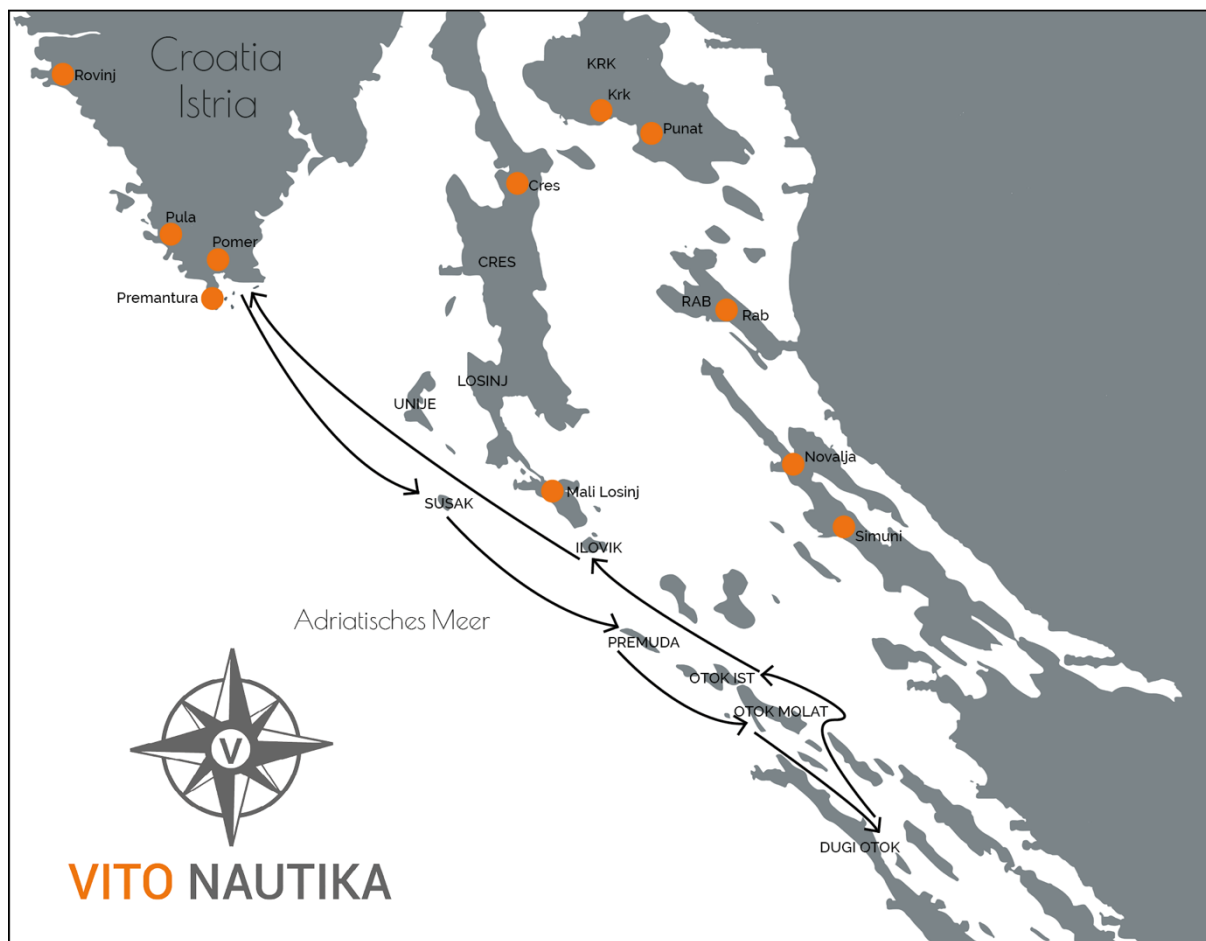 Croatia
Istria
Rovinj
KRK
Krk
Punat
Cres
Pula
Pomer
CRES
Premantura
RAB
Rab
LOSINJ
UNIJE
Novalja
Mali Losinj
SUSAK
Simuni
ILOVIK
Adriatisches Meer
PREMUDA
OTOK IST
OTOK MOLAT
V
DUGI OTOK
VITO NAUTIKA